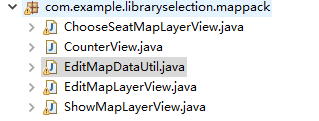 com.example.libraryselection.mappack
ChooseSeatMapLayerView.java
CounterView.java
EditMapDataUtil.java
EditMapLayerView.java
ShowMapLayerView.java